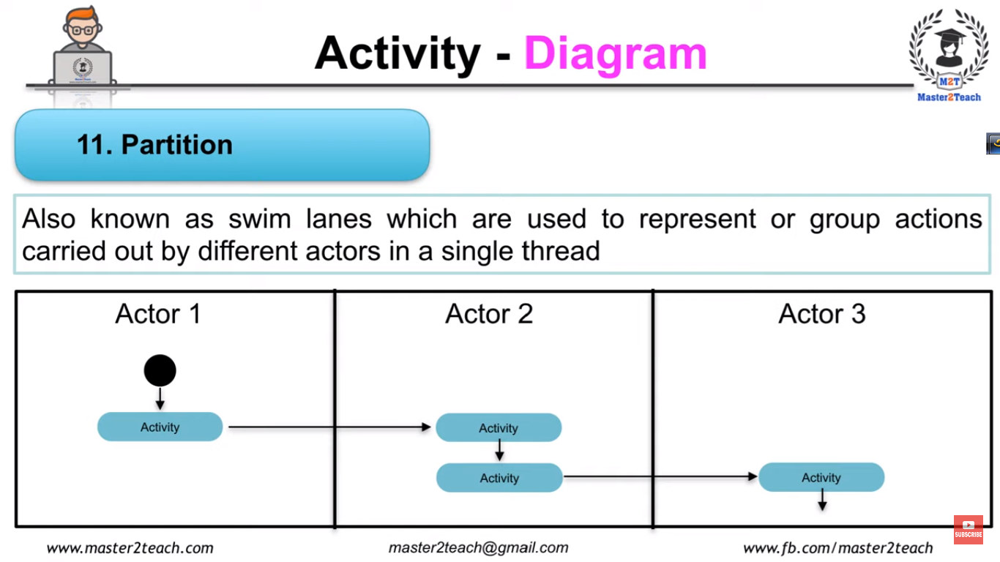 Activity - Diagram
M2T
Master2Teach
11. Partition
Also known as swim lanes which are used to represent or group actions
carried out by different actors in a single thread
Actor 1
Actor 2
Actor 3
Activity
Activity
Activity
Activity
SUBSCRIBE
www.master2teach.com
master2teach@gmail.com
www.fb.com/master2teach